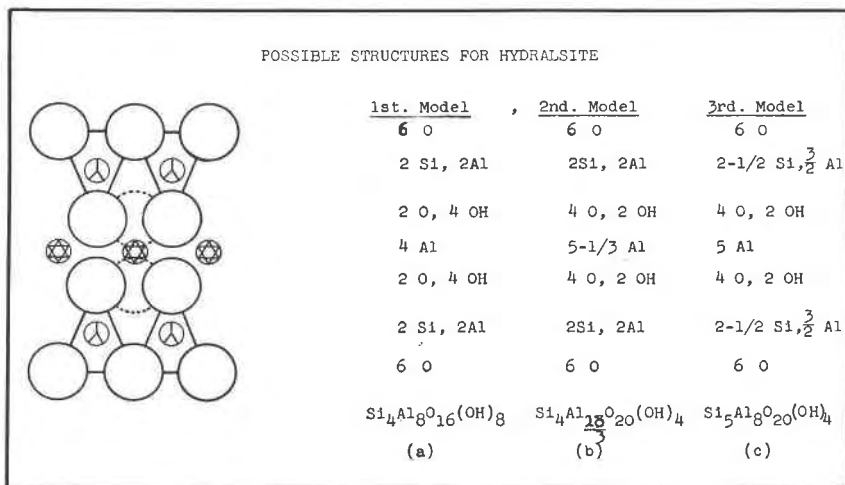 POSSIBLE STRUCTURES FOR HYDRALSITE
1st. Model , 2nd. Model 3rd. Model
6 O 6 O 6 O
2 Si, 2Al 2Si, 2Al 2-1/2 Si,3/2 Al
2 O, 4 OH 4 O, 2 OH 4 O, 2 OH
4 Al 5-1/3 Al 5 Al
2 O, 4 OH 4 O, 2 OH 4 O, 2 OH
2 Si, 2Al 2Si, 2Al 2-1/2 Si,3/2 Al
6 O 6 O 6 O
Si4Al8O16(OH)8 Si4Al28/3O20(OH)4 Si5Al8O20(OH)4
(a) (b) (c)